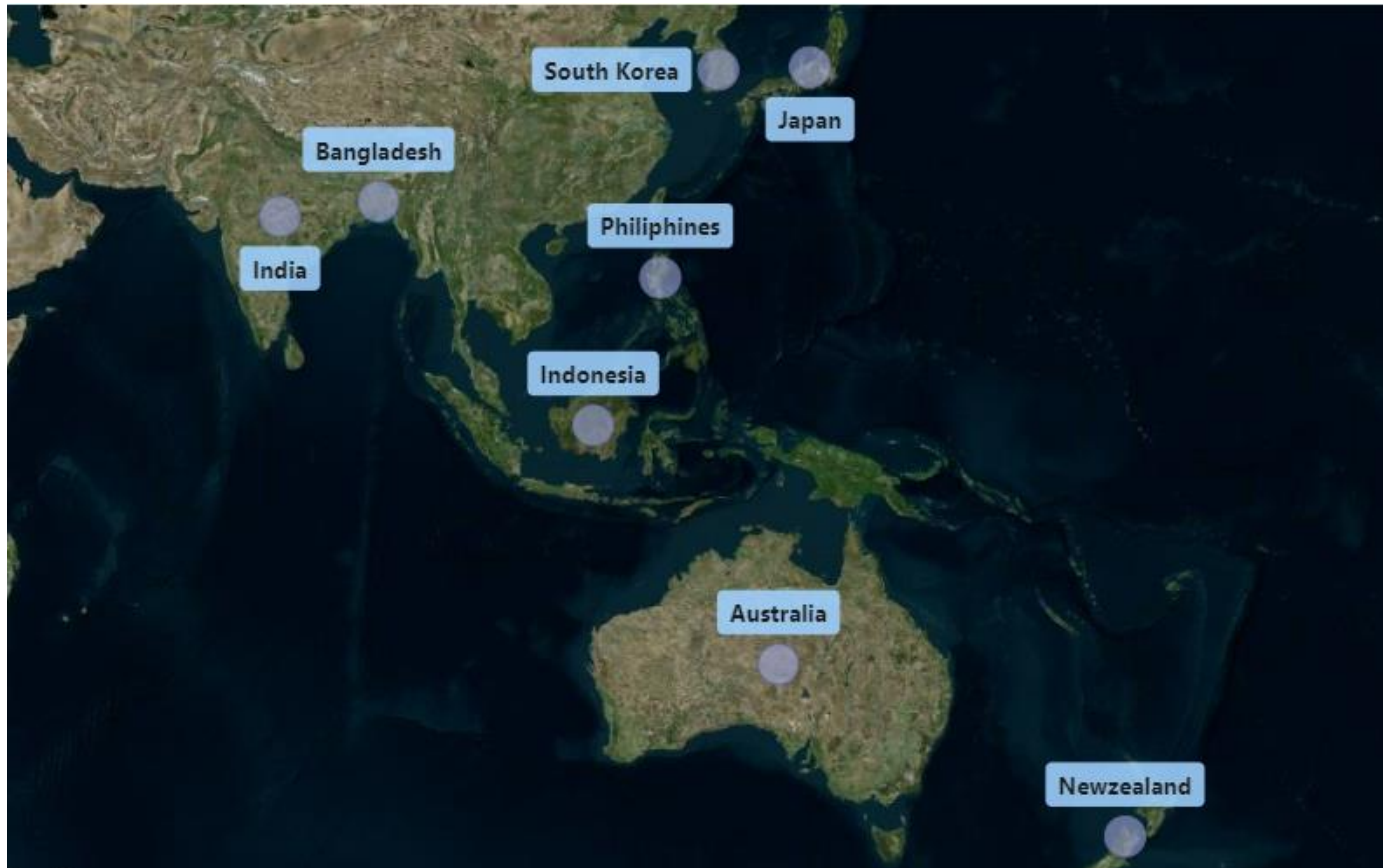 South Korea
Japan
Bangladesh
Philiphines
India
Indonesia
Australia
Newzealand